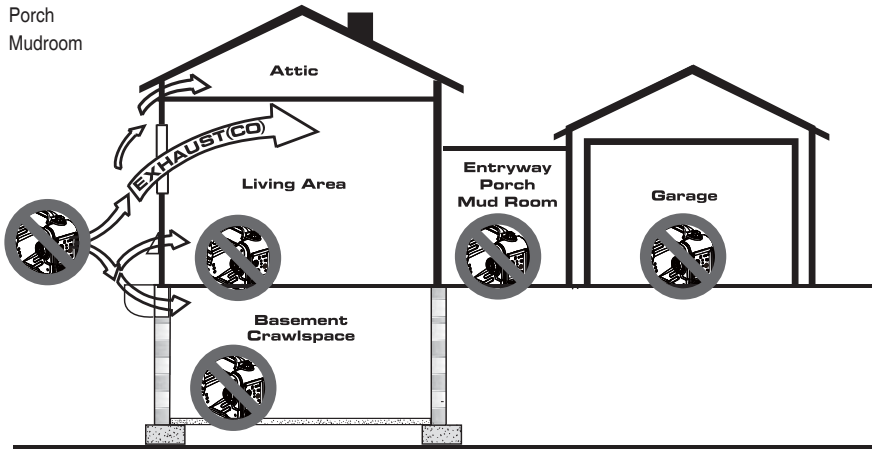 Porch
Mudroom
Attic
EXHAUST(CO)
Living Area
Entryway
Porch
Mud Room
Garage
Basement
Crawlspace